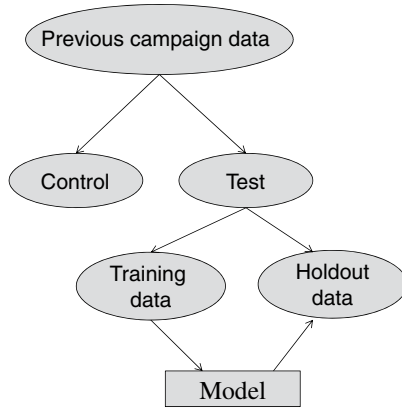 Previous campaign data
Control
Test
Training
data
Holdout
data
Model